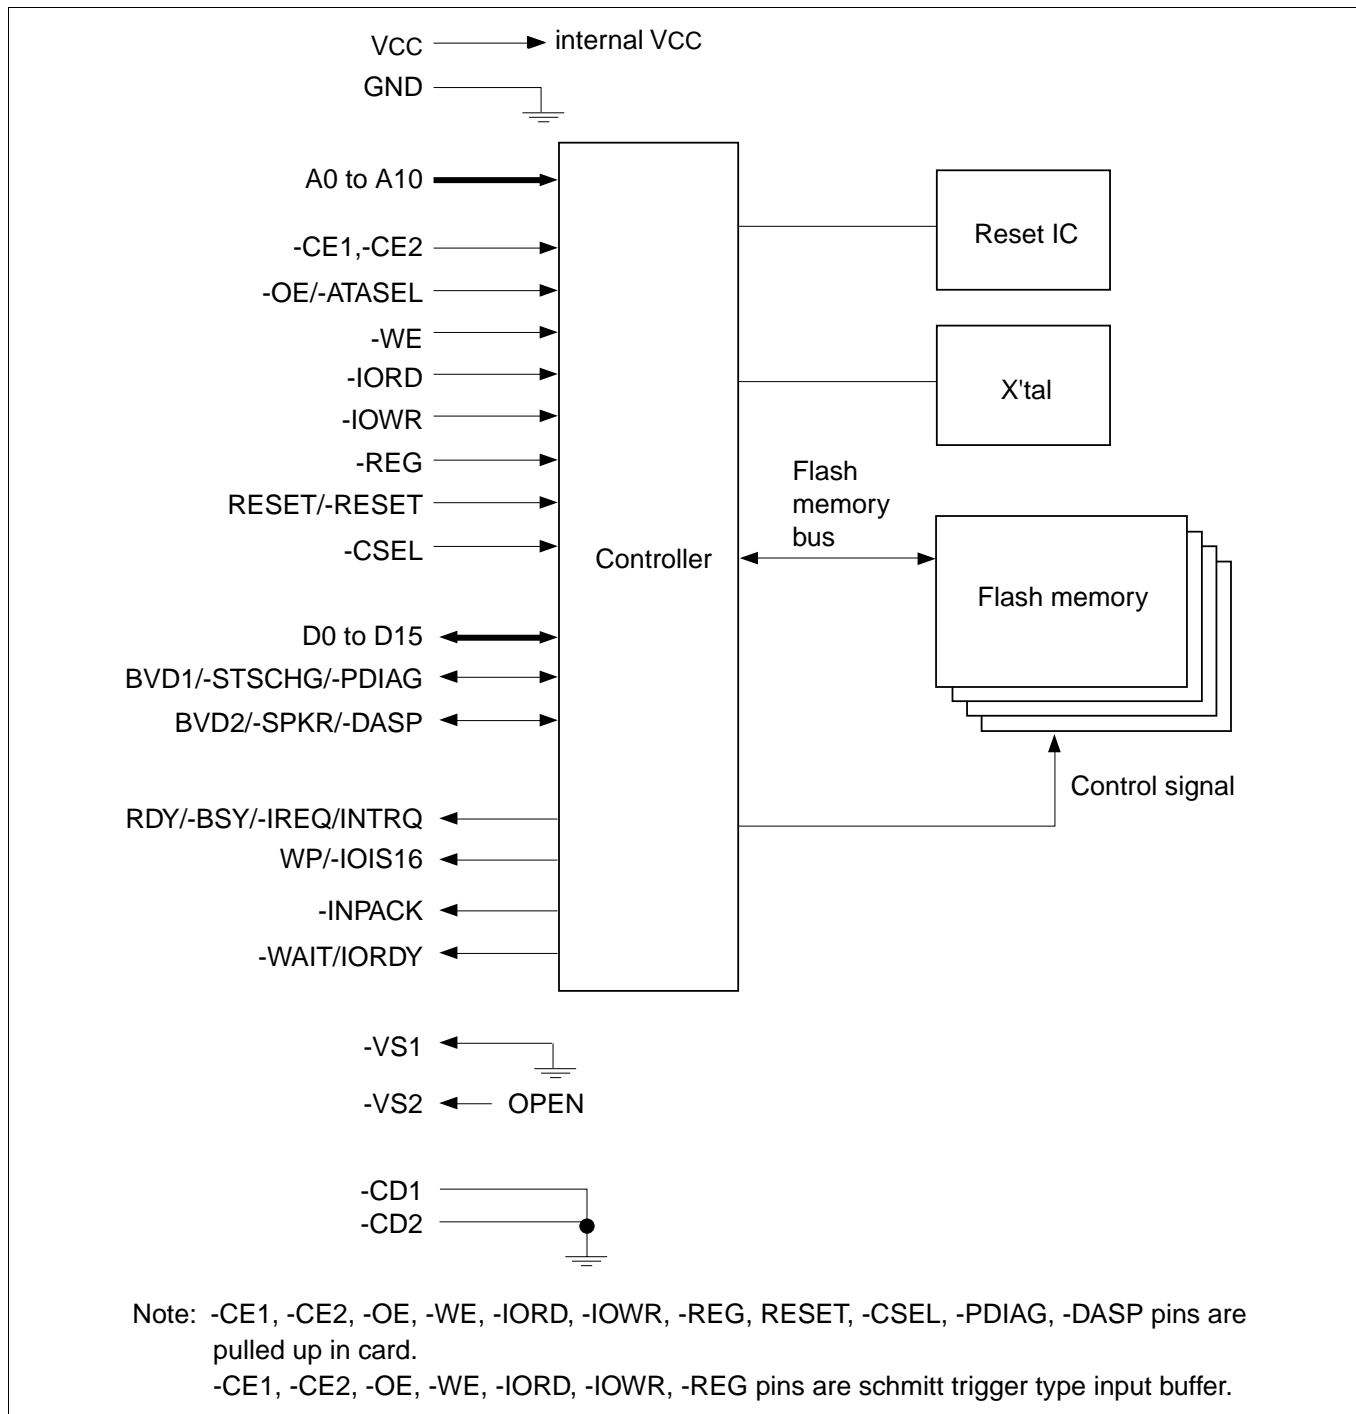 VCC
internal VCC
GND
A0 to A10
-CE1,-CE2
-OE/-ATASEL
-WE
-IORD
-IOWR
-REG
RESET/-RESET
-CSEL
D0 to D15
BVD1/-STSCHG/-PDIAG
BVD2/-SPKR/-DASP
RDY/-BSY/-IREQ/INTRQ
WP/-IOIS16
-INPACK
-WAIT/IORDY
Controller
Reset IC
X'tal
Flash
memory
bus
Flash memory
Control signal
-VS1
-VS2
OPEN
-CD1
-CD2
Note: -CE1, -CE2, -OE, -WE, -IORD, -IOWR, -REG, RESET, -CSEL, -PDIAG, -DASP pins are
pulled up in card.
-CE1, -CE2, -OE, -WE, -IORD, -IOWR, -REG pins are schmitt trigger type input buffer.